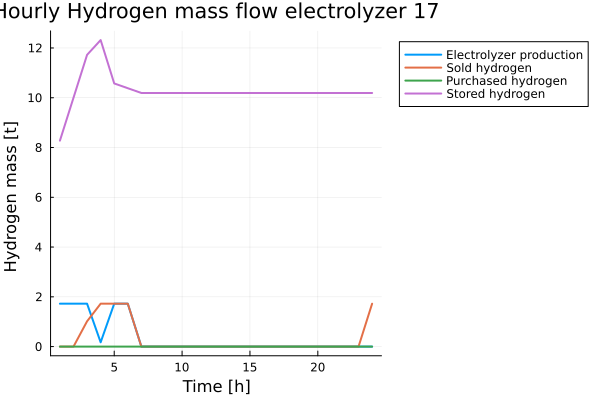 Hourly Hydrogen mass flow electrolyzer 17
Electrolyzer production
Sold hydrogen
Purchased hydrogen
Stored hydrogen
Hydrogen mass [t]
12
10
8
6
4
2
0
5
10
15
20
Time [h]